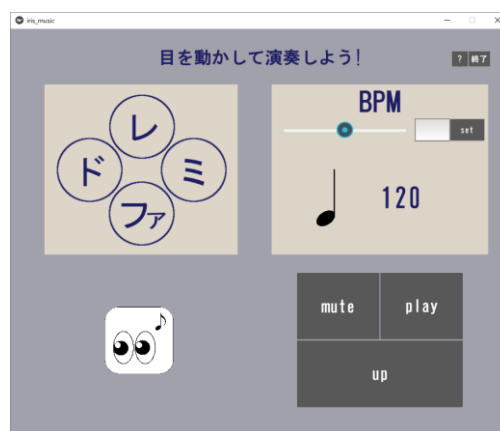 iris_music
目を動かして演奏しよう!
? 終了
レ
ド ミ
ファ
BPM
set
120
mute play
up